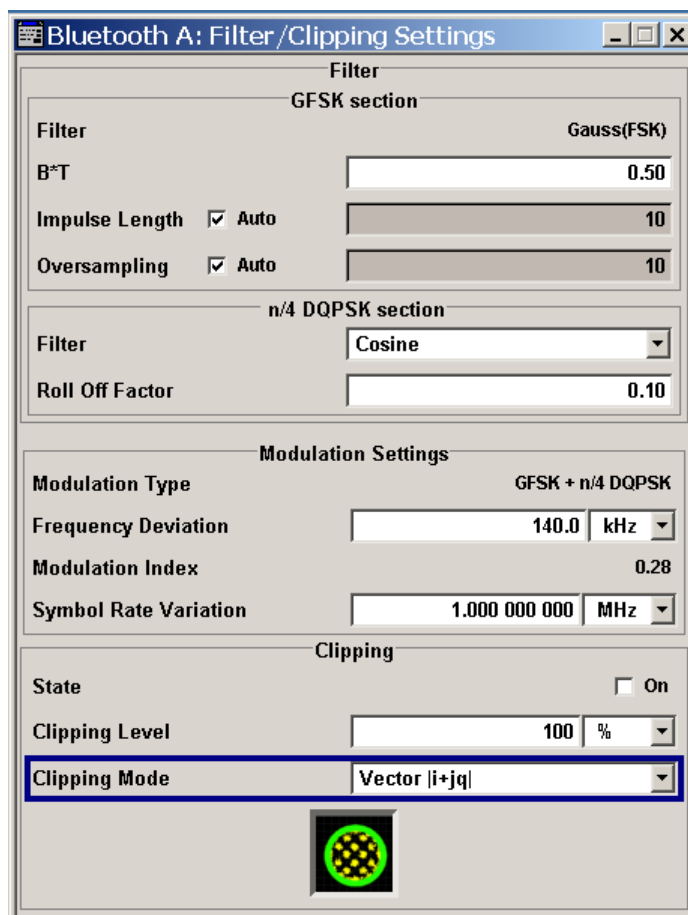 Bluetooth A: Filter/Clipping Settings
Filter
GFSK section
Filter Gauss(FSK)
B*T 0.50
Impulse Length Auto 10
Oversampling Auto 10
π/4 DQPSK section
Filter Cosine
Roll Off Factor 0.10
Modulation Settings
Modulation Type GFSK + π/4 DQPSK
Frequency Deviation 140.0 kHz
Modulation Index 0.28
Symbol Rate Variation 1.000 000 000 MHz
Clipping
State On
Clipping Level 100 %
Clipping Mode Vector |i+jq|